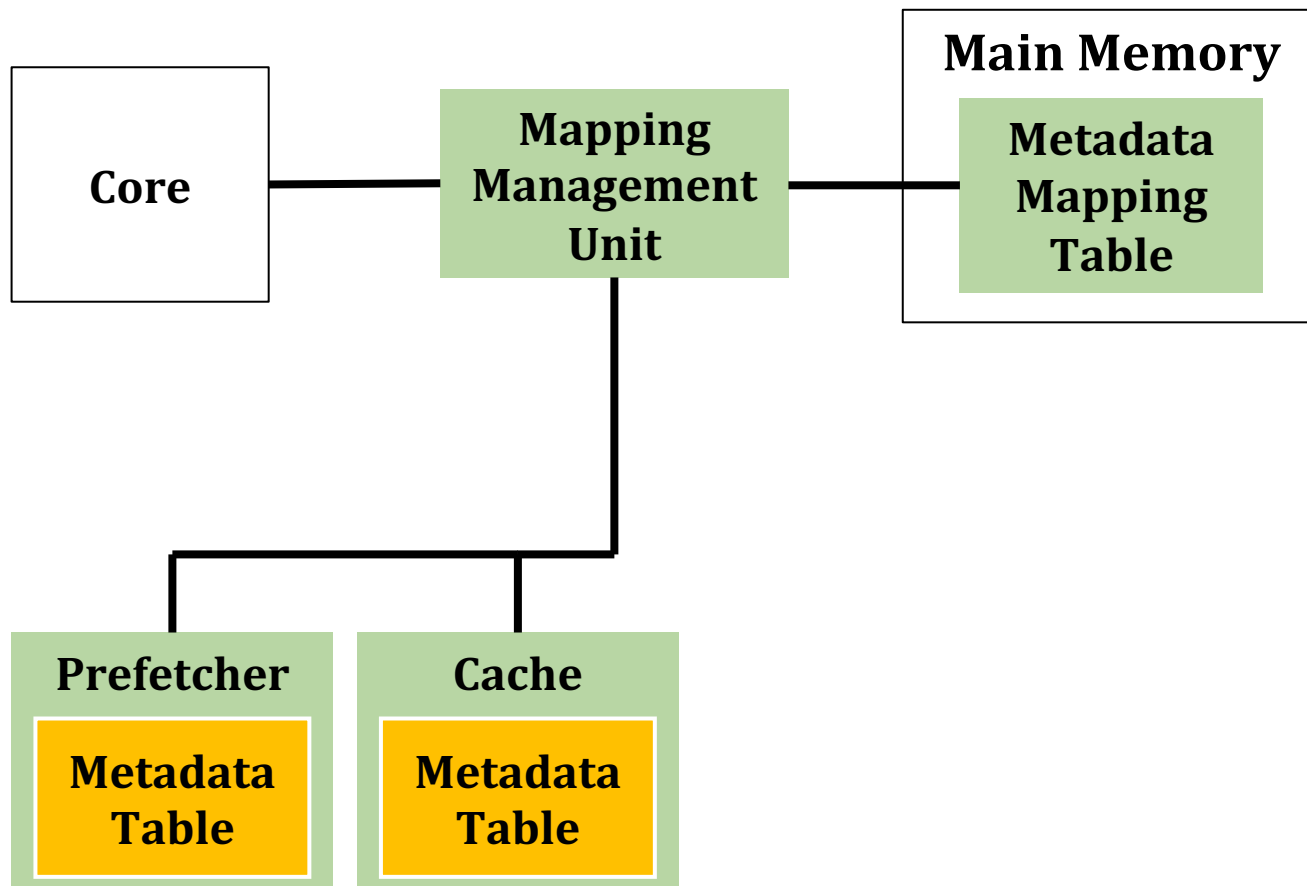 Core
Mapping
Management
Unit
Main Memory
Metadata
Mapping
Table
Prefetcher
Metadata
Table
Cache
Metadata
Table